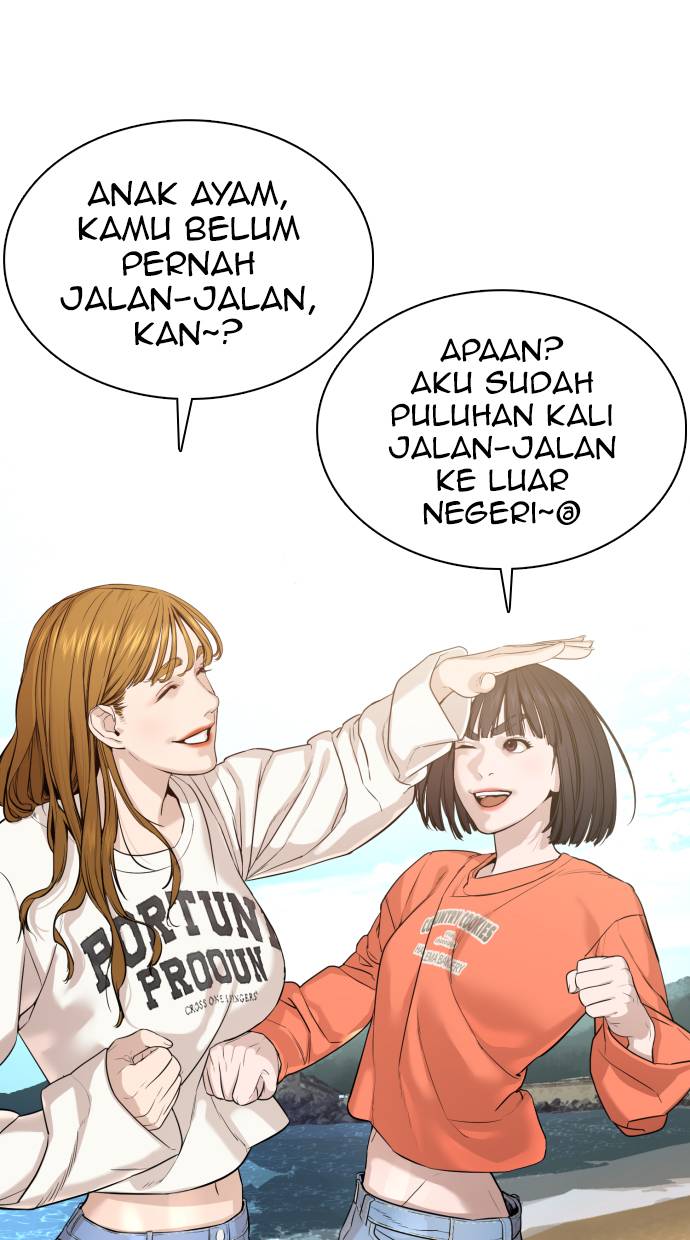 ANAK AYAM,
KAMU BELUM
PERNAH
JALAN-JALAN,
KAN~?
APAAN?
AKU SUDAH
PULUHAN KALI
JALAN-JALAN
KE LUAR
NEGERI~@
PORTUN
PROOUN
CROSS ONE
COUNTRY COOKIES
BAKERY